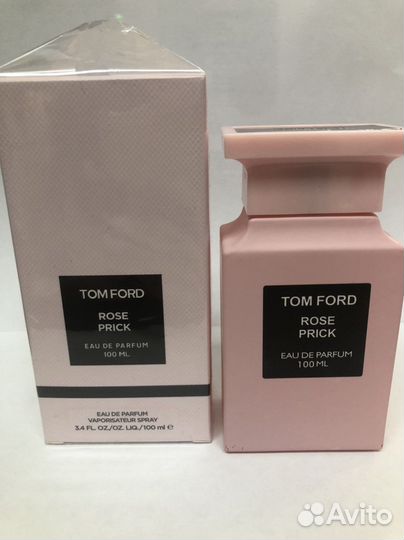 TOM FORD
ROSE
PRICK
EAU DE PARFUM
100 ML
EAU DE PARFUM
VAPORISATEUR SPRAY
3.4 FL. OZ./OZ. LIQ./100 ml ℮
TOM FORD
ROSE
PRICK
EAU DE PARFUM
100 ML
Avito